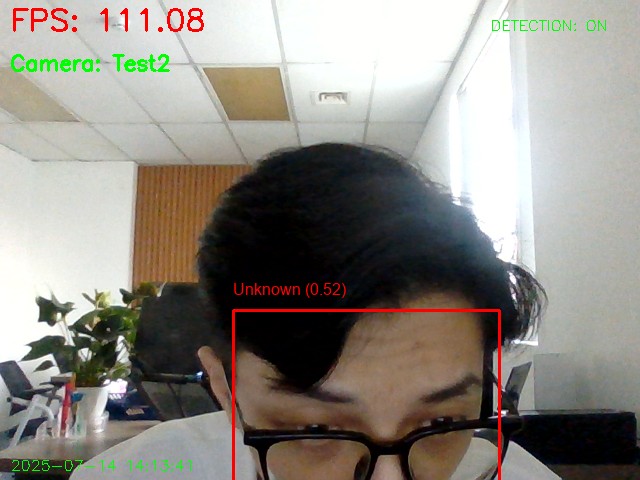 FPS: 111.08
DETECTION: ON
Camera: Test2
Unknown (0.52)
2025-07-14 14:13:41